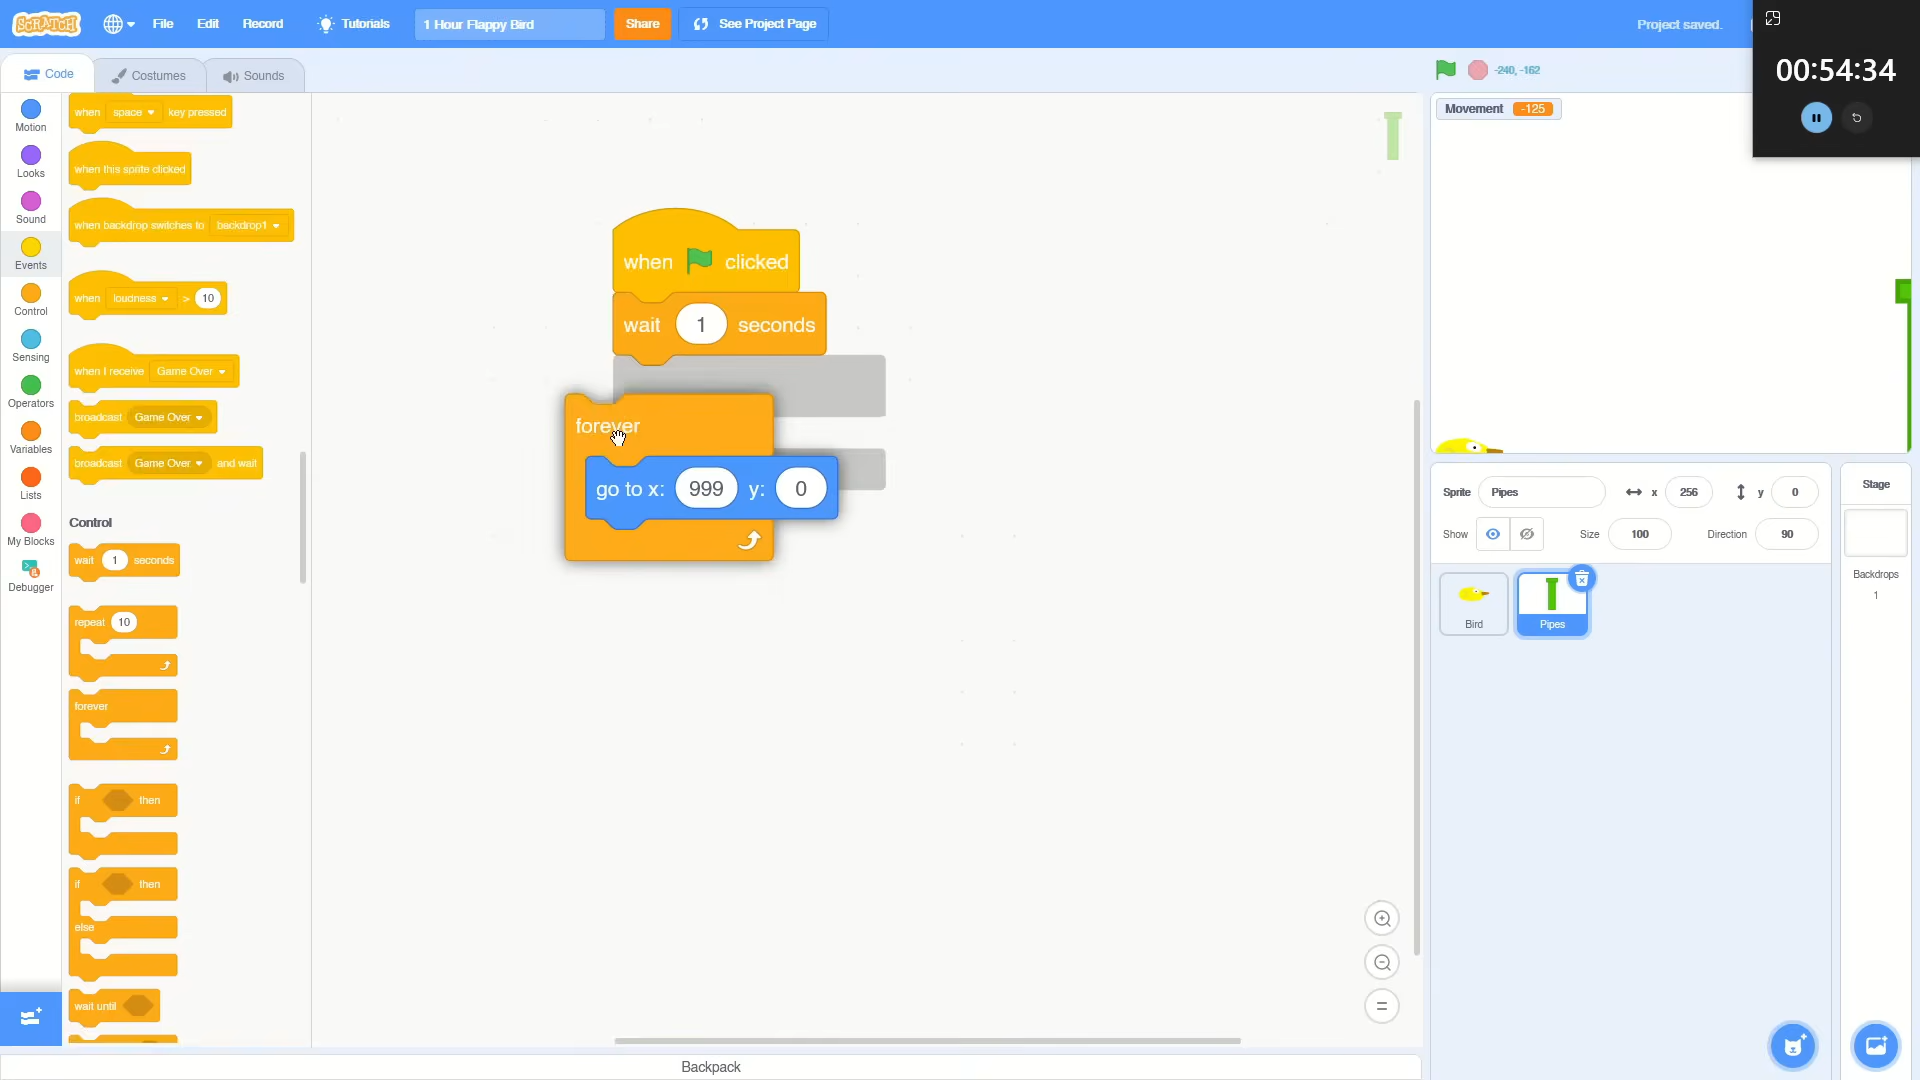 SCRATCH File Edit Record Tutorials 1 Hour Flappy Bird Share See Project Page Project saved.
00:54:34
Code Costumes Sounds
-240, -162
Movement -125
Motion
Looks
Sound
Events
Control
Sensing
Operators
Variables
Lists
My Blocks
Debugger
when space key pressed
when this sprite clicked
when backdrop switches to backdrop1
when loudness > 10
when I receive Game Over
broadcast Game Over
broadcast Game Over and wait
Control
wait 1 seconds
repeat 10
forever
if then
if then
else
wait until
when clicked
wait 1 seconds
forever
go to x: 999 y: 0
Sprite Pipes x 256 y 0
Show Size 100 Direction 90
Bird
Pipes
Stage
Backdrops
1
Backpack